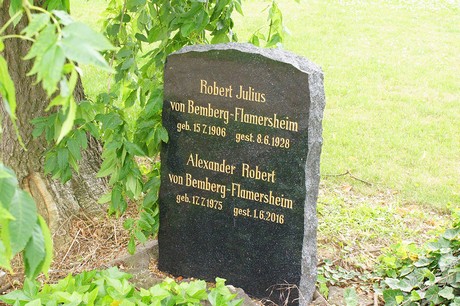 Robert Julius
von Bemberg-Flamersheim
geb. 15.7.1906 gest. 8.6.1928
Alexander Robert
von Bemberg-Flamersheim
geb. 17.7.1975 gest. 1.6.2016